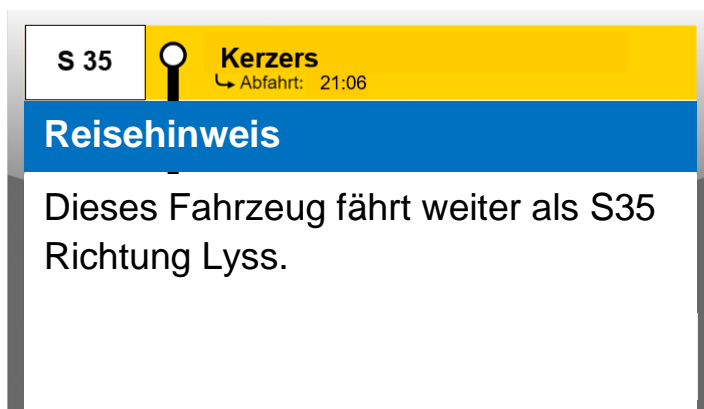 S 35
Kerzers
↳ Abfahrt: 21:06
Reisehinweis
Dieses Fahrzeug fährt weiter als S35
Richtung Lyss.